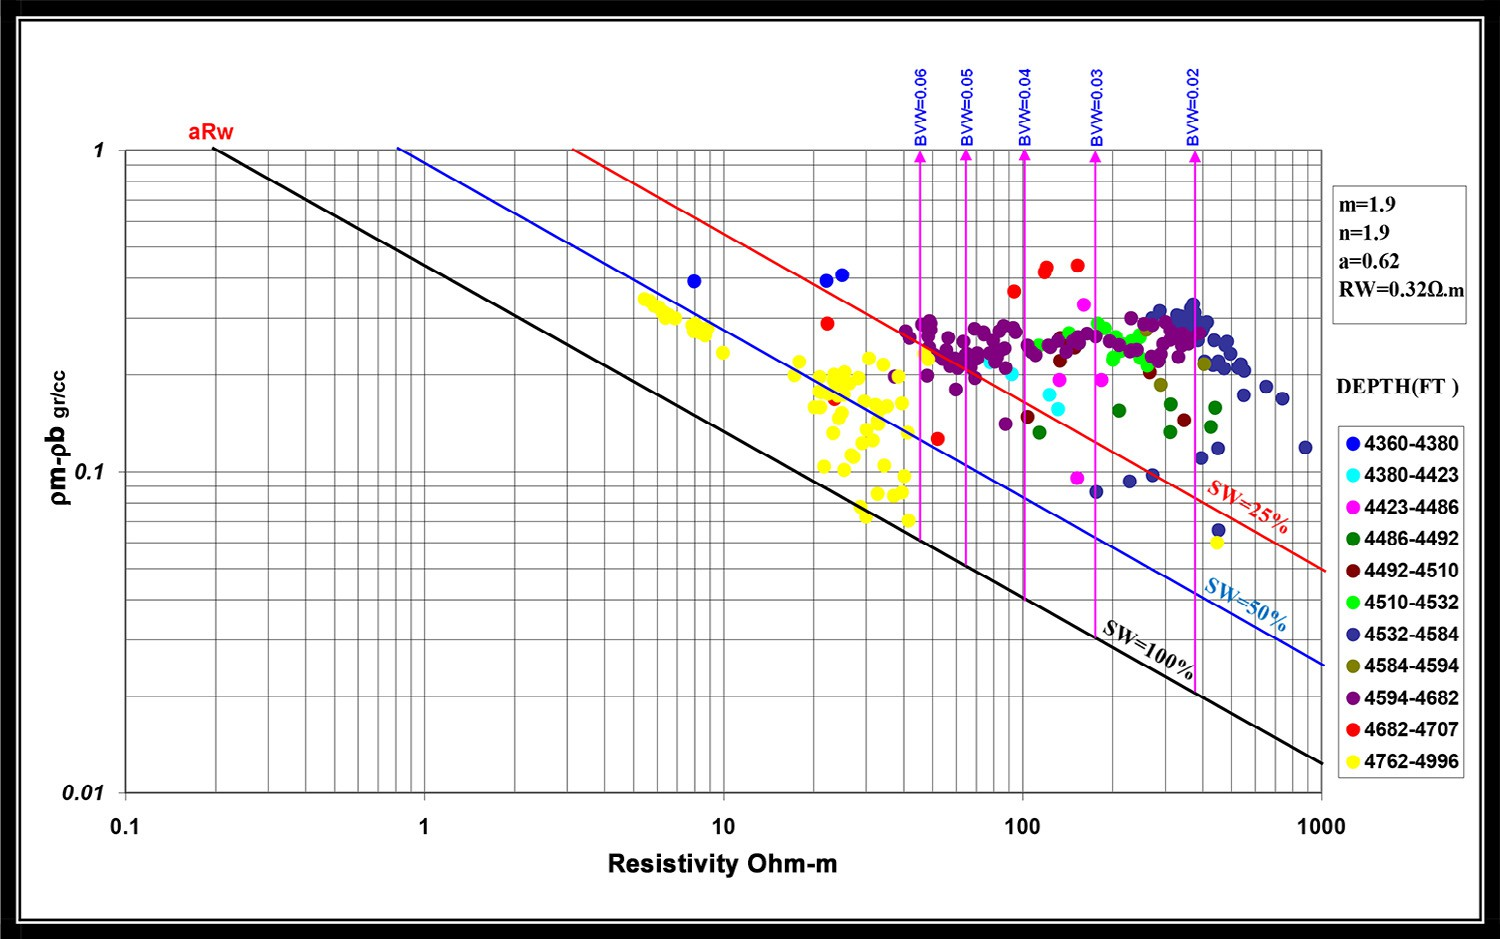 BVW=0.06
BVW=0.05
BVW=0.04
BVW=0.03
BVW=0.02
aRw
1
0.1
0.01
ρm-ρb gr/cc
0.1
1
10
100
1000
Resistivity Ohm-m
SW=25%
SW=50%
SW=100%
m=1.9
n=1.9
a=0.62
RW=0.32Ω.m
DEPTH(FT )
4360-4380
4380-4423
4423-4486
4486-4492
4492-4510
4510-4532
4532-4584
4584-4594
4594-4682
4682-4707
4762-4996